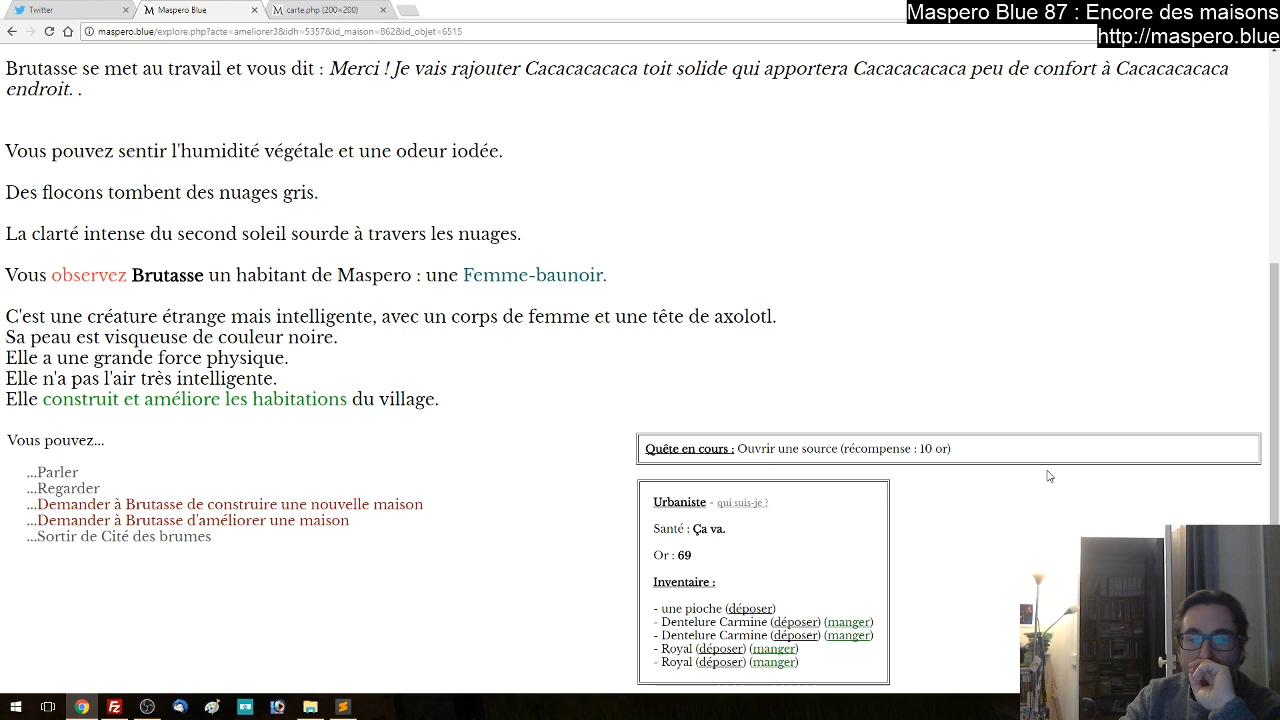 Twitter
Maspero Blue
carte.php (200×200)
Maspero Blue 87 : Encore des maisons
http://maspero.blue
maspero.blue/explore.php?acte=ameliorer3&idh=5357&id_maison=862&id_objet=6515
Brutasse se met au travail et vous dit : Merci ! Je vais rajouter Cacacacacaca toit solide qui apportera Cacacacacaca peu de confort à Cacacacacaca
endroit. .
Vous pouvez sentir l'humidité végétale et une odeur iodée.
Des flocons tombent des nuages gris.
La clarté intense du second soleil sourde à travers les nuages.
Vous observez Brutasse un habitant de Maspero : une Femme-baunoir.
C'est une créature étrange mais intelligente, avec un corps de femme et une tête de axolotl.
Sa peau est visqueuse de couleur noire.
Elle a une grande force physique.
Elle n'a pas l'air très intelligente.
Elle construit et améliore les habitations du village.
Vous pouvez...
...Parler
...Regarder
...Demander à Brutasse de construire une nouvelle maison
...Demander à Brutasse d'améliorer une maison
...Sortir de Cité des brumes
Quête en cours : Ouvrir une source (récompense : 10 or)
Urbaniste - qui suis-je ?
Santé : Ça va.
Or : 69
Inventaire :
- une pioche (déposer)
- Dentelure Carmine (déposer) (manger)
- Dentelure Carmine (déposer) (manger)
- Royal (déposer) (manger)
- Royal (déposer) (manger)